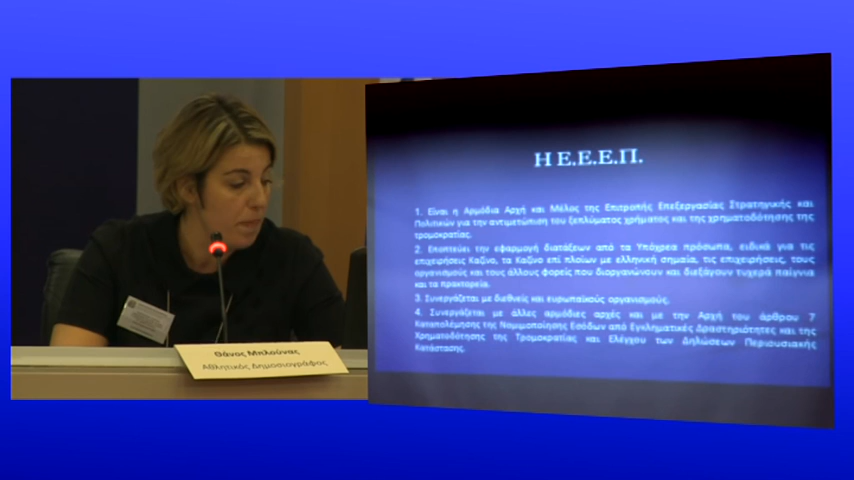 Η Ε.Ε.Ε.Π.
1. Είναι η Αρμόδια Αρχή και Μέλος της Επιτροπής Επεξεργασίας Στρατηγικής και
Πολιτικών για την αντιμετώπιση του ξεπλύματος χρήματος και της χρηματοδότησης της
τρομοκρατίας.
2. Εποπτεύει την εφαρμογή διατάξεων από τα Υπόχρεα πρόσωπα, ειδικά για τις
επιχειρήσεις Καζίνο, τα Καζίνο επί πλοίων με ελληνική σημαία, τις επιχειρήσεις, τους
οργανισμούς και τους άλλους φορείς που διοργανώνουν και διεξάγουν τυχερά παίγνια
και τα πρακτορεία.
3. Συνεργάζεται με διεθνείς και ευρωπαϊκούς οργανισμούς.
4. Συνεργάζεται με άλλες αρμόδιες αρχές και με την Αρχή του άρθρου 7
Καταπολέμησης της Νομιμοποίησης Εσόδων από Εγκληματικές Δραστηριότητες και της
Χρηματοδότησης της Τρομοκρατίας και Ελέγχου των Δηλώσεων Περιουσιακής
Κατάστασης.
Θάνος Μπλούνας
Αθλητικός Δημοσιογράφος